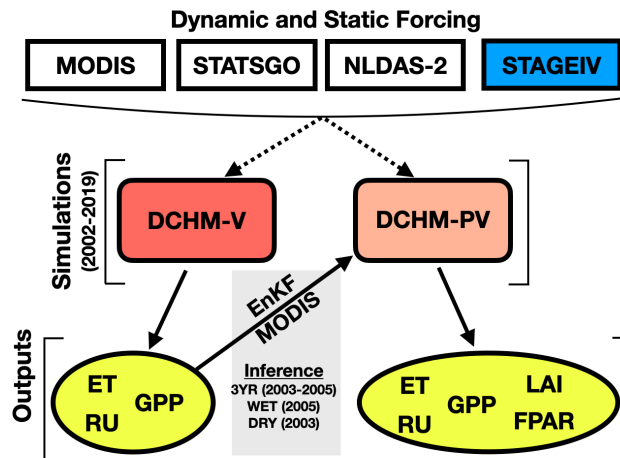 Dynamic and Static Forcing
MODIS
STATSGO
NLDAS-2
STAGEIV
Simulations
(2002-2019)
DCHM-V
DCHM-PV
EnKF
MODIS
Inference
3YR (2003-2005)
WET (2005)
DRY (2003)
Outputs
ET
GPP
RU
ET
LAI
GPP
RU
FPAR